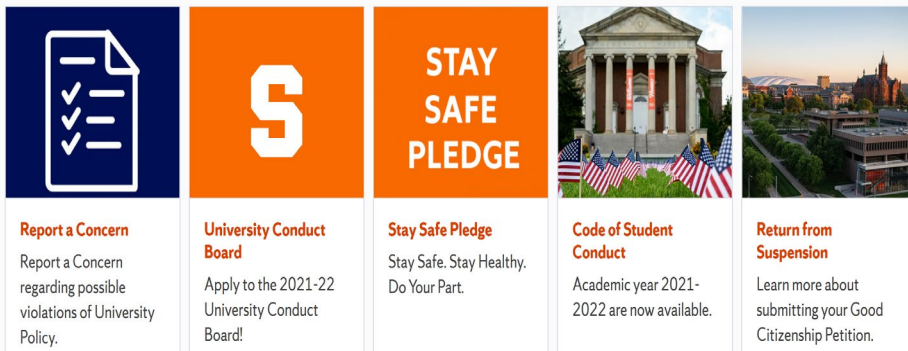 S
STAY
SAFE
PLEDGE
Report a Concern
Report a Concern
regarding possible
violations of University
Policy.
University Conduct
Board
Apply to the 2021-22
University Conduct
Board!
Stay Safe Pledge
Stay Safe. Stay Healthy.
Do Your Part.
Code of Student
Conduct
Academic year 2021-
2022 are now available.
Return from
Suspension
Learn more about
submitting your Good
Citizenship Petition.